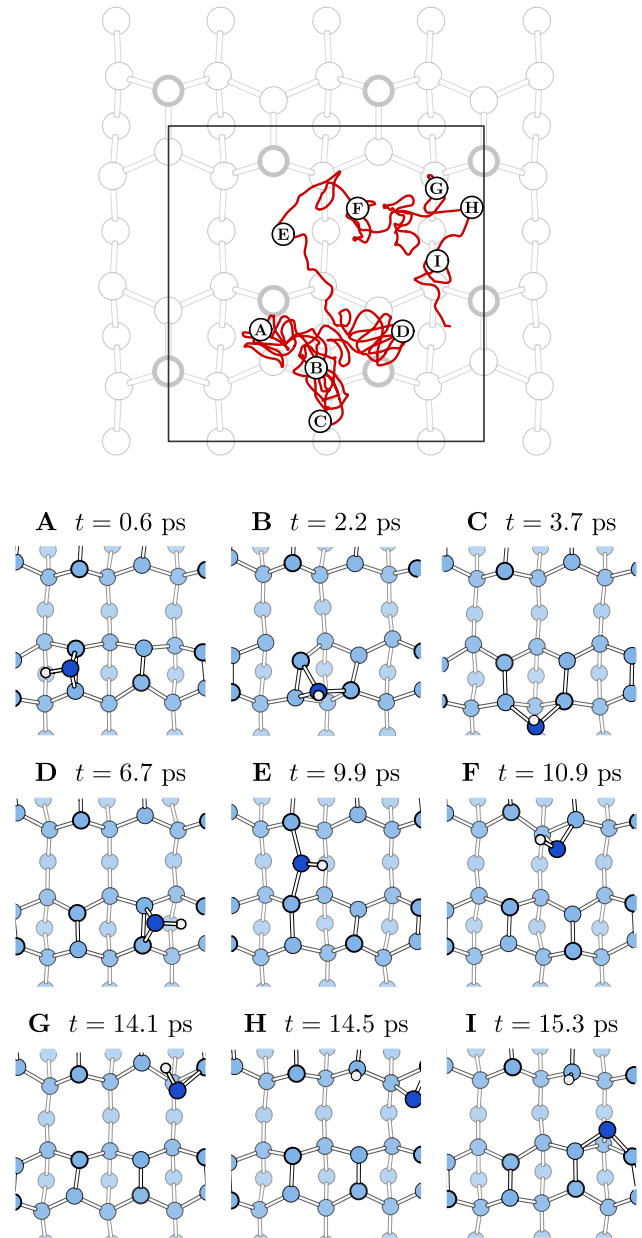 G
F
H
E
I
A
D
B
C
A t = 0.6 ps B t = 2.2 ps C t = 3.7 ps
D t = 6.7 ps E t = 9.9 ps F t = 10.9 ps
G t = 14.1 ps H t = 14.5 ps I t = 15.3 ps